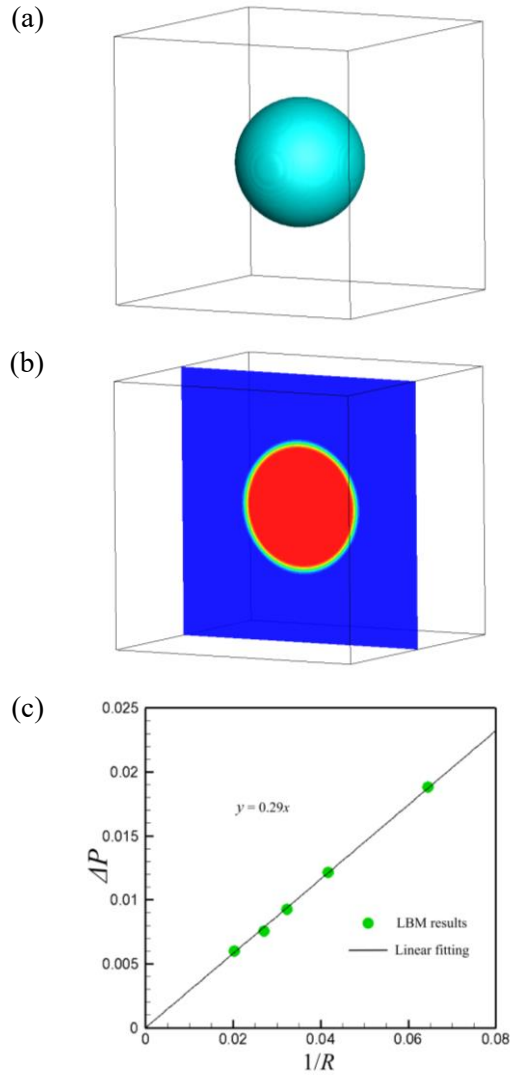 (a)
(b)
(c)
0.025
0.02
0.015
0.01
0.005
0
ΔP
y = 0.29x
LBM results
Linear fitting
0 0.02 0.04 0.06 0.08
1/R